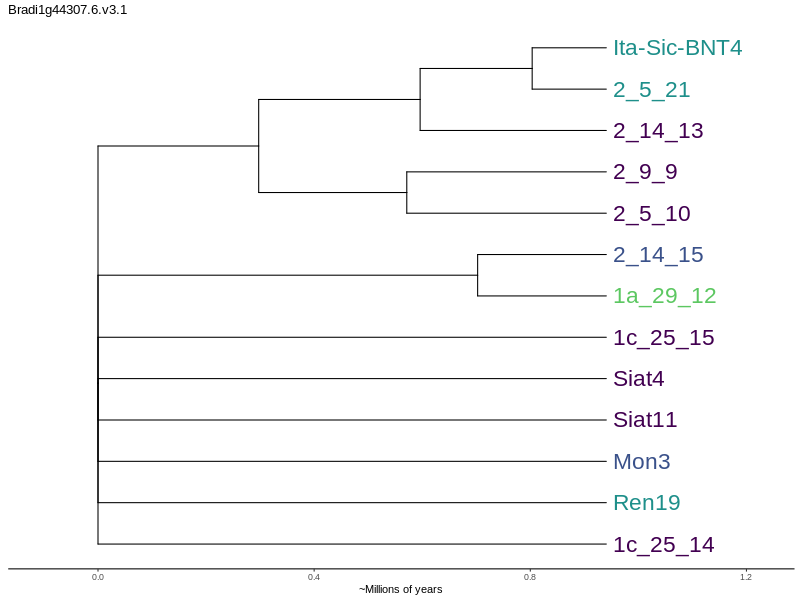 Bradi1g44307.6.v3.1
Ita-Sic-BNT4
2_5_21
2_14_13
2_9_9
2_5_10
2_14_15
1a_29_12
1c_25_15
Siat4
Siat11
Mon3
Ren19
1c_25_14
0.0 0.4 0.8 1.2
~Millions of years